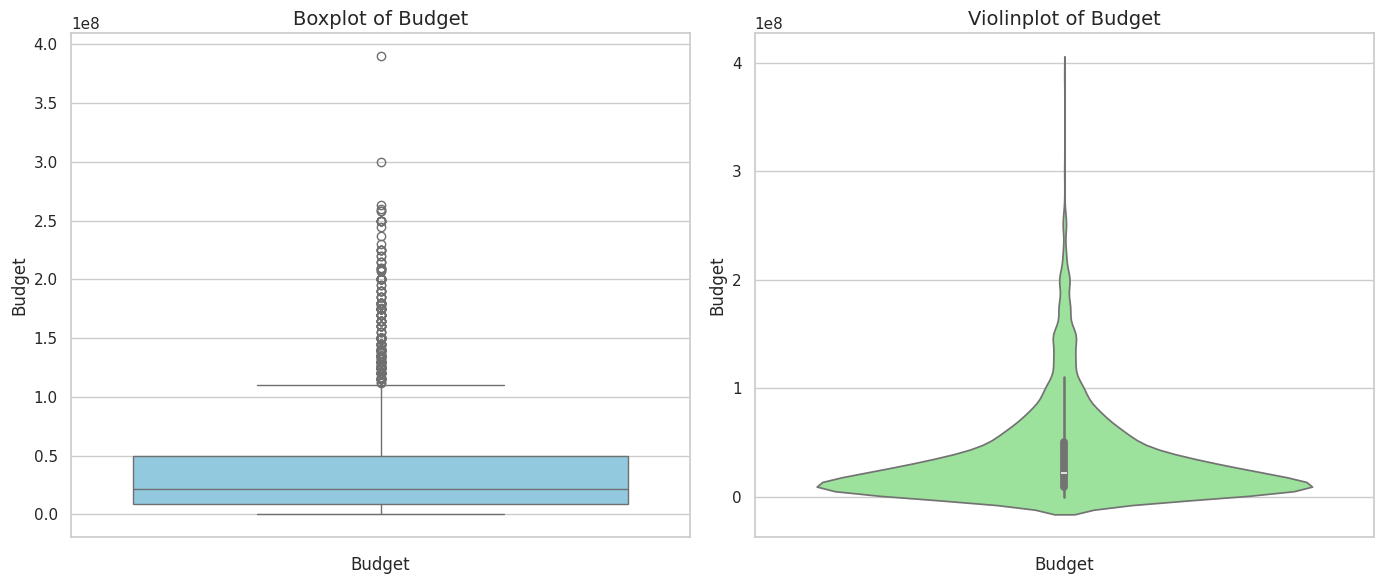 Boxplot of Budget
1e8
4.0
3.5
3.0
2.5
2.0
1.5
1.0
0.5
0.0
Budget
Budget
Violinplot of Budget
1e8
4
3
2
1
0
Budget
Budget